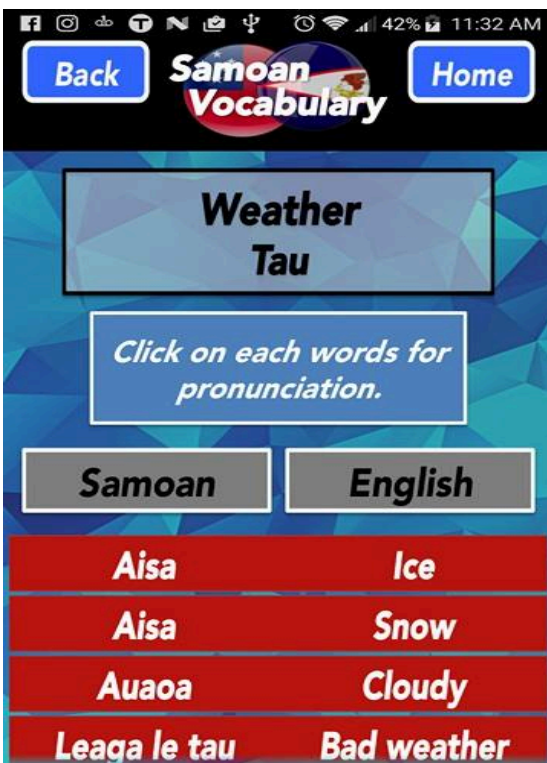 42% 11:32 AM
Back Samoan Home
Vocabulary
Weather
Tau
Click on each words for
pronunciation.
Samoan English
Aisa Ice
Aisa Snow
Auaoa Cloudy
Leaga le tau Bad weather